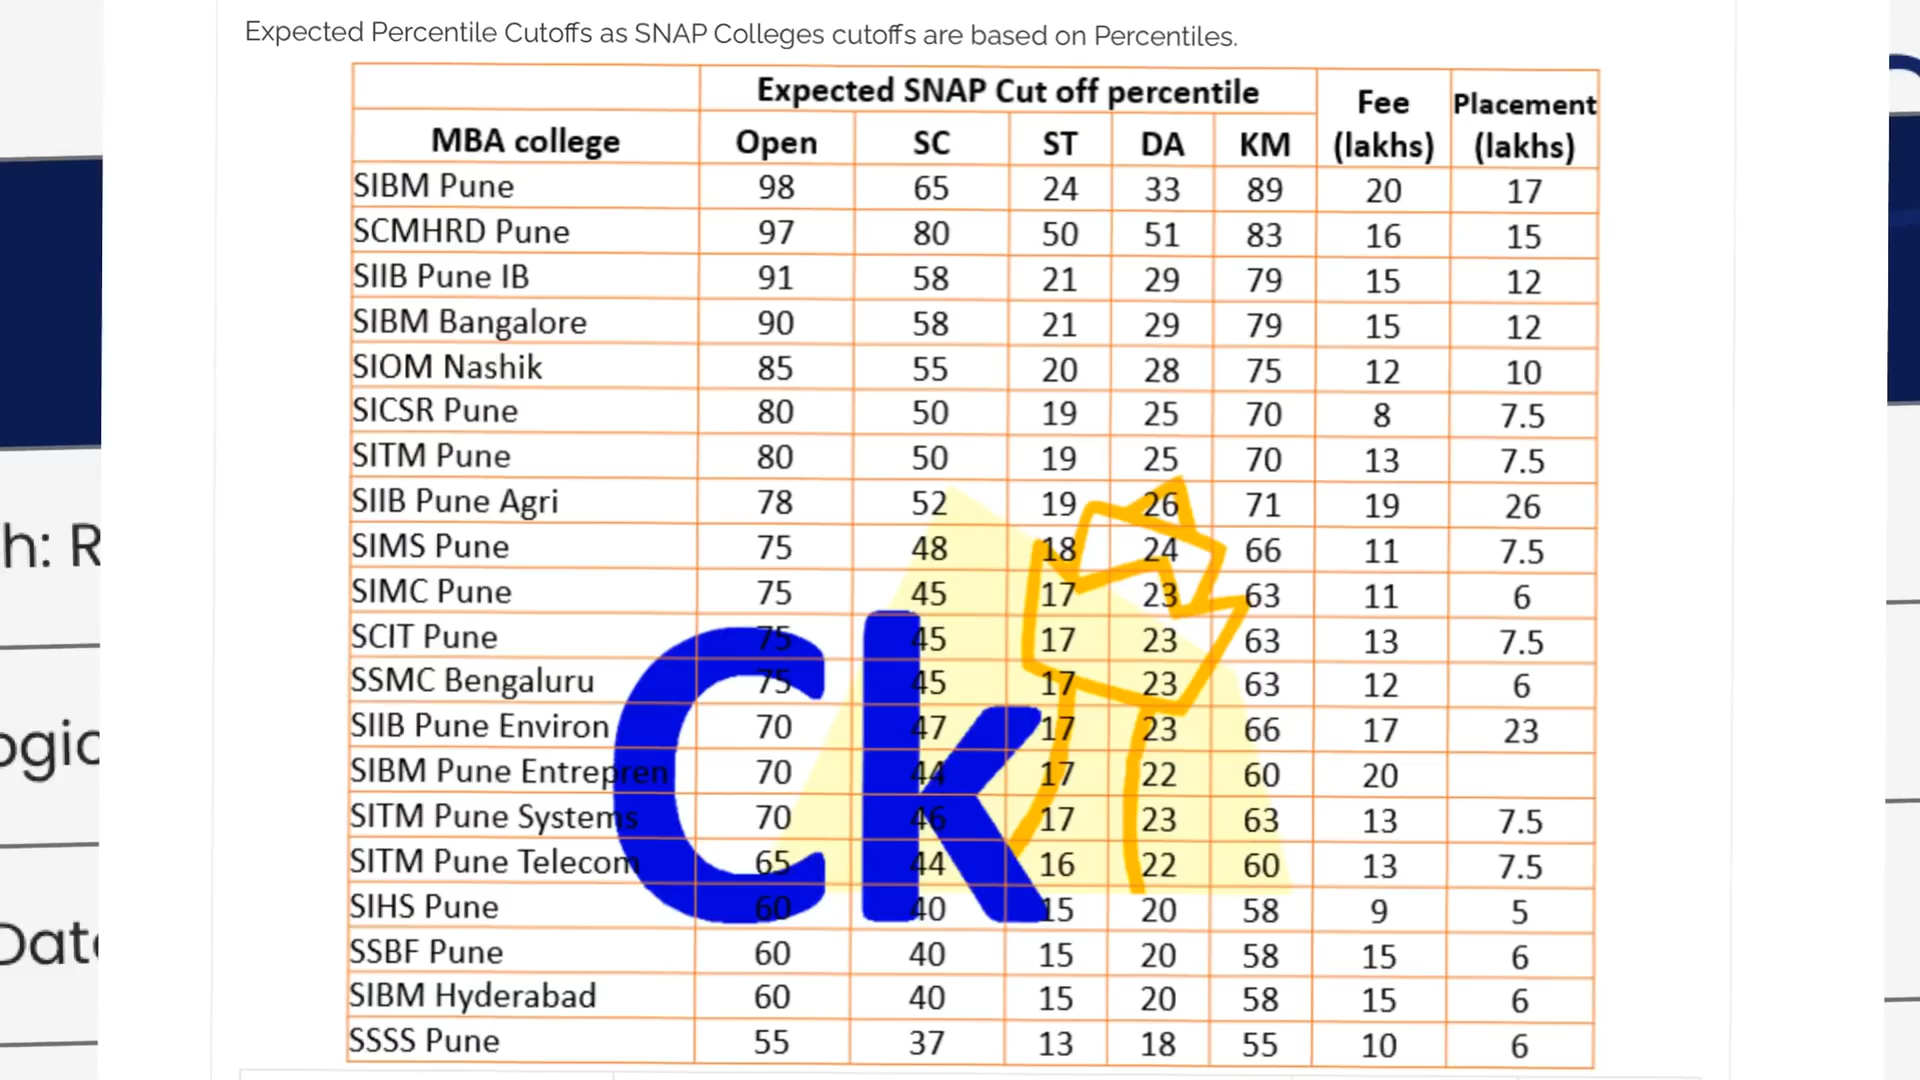 Expected Percentile Cutoffs as SNAP Colleges cutoffs are based on Percentiles.
Expected SNAP Cut off percentile Fee Placement
MBA college Open SC ST DA KM (lakhs) (lakhs)
SIBM Pune 98 65 24 33 89 20 17
SCMHRD Pune 97 80 50 51 83 16 15
SIIB Pune IB 91 58 21 29 79 15 12
SIBM Bangalore 90 58 21 29 79 15 12
SIOM Nashik 85 55 20 28 75 12 10
SICSR Pune 80 50 19 25 70 8 7.5
SITM Pune 80 50 19 25 70 13 7.5
SIIB Pune Agri 78 52 19 26 71 19 26
SIMS Pune 75 48 18 24 66 11 7.5
SIMC Pune 75 45 17 23 63 11 6
SCIT Pune 75 45 17 23 63 13 7.5
SSMC Bengaluru 75 45 17 23 63 12 6
SIIB Pune Environ 70 47 17 23 66 17 23
SIBM Pune Entrepren 70 44 17 22 60 20
SITM Pune Systems 70 46 17 23 63 13 7.5
SITM Pune Telecom 65 44 16 22 60 13 7.5
SIHS Pune 60 40 15 20 58 9 5
SSBF Pune 60 40 15 20 58 15 6
SIBM Hyderabad 60 40 15 20 58 15 6
SSSS Pune 55 37 13 18 55 10 6
Ck
h: R
ogic
Dat